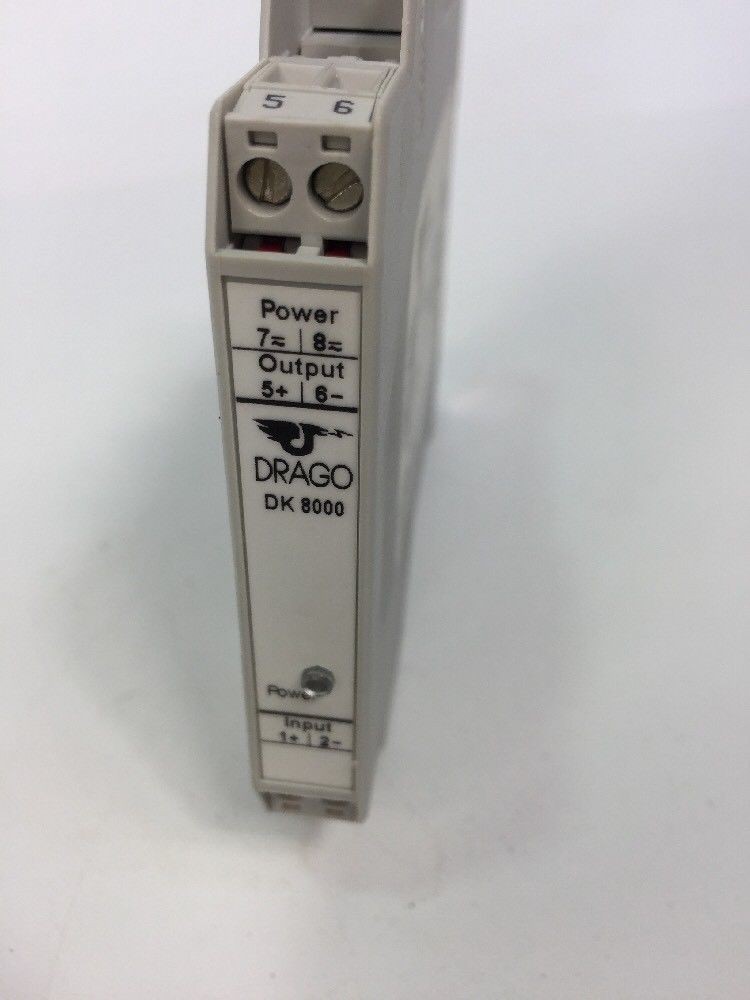 5 6
Power
7≂ | 8≂
Output
5+ | 6-
DRAGO
DK 8000
Power
Input
1+ | 2-